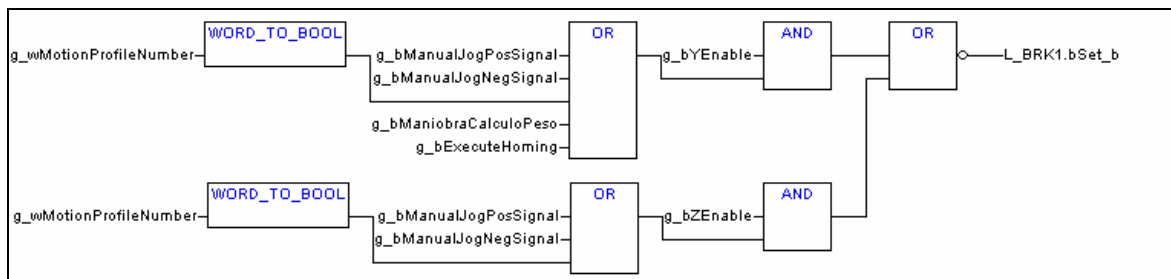 WORD_TO_BOOL OR AND OR
g_wMotionProfileNumber g_bManualJogPosSignal g_bYEnable L_BRK1.bSet_b
g_bManualJogNegSignal
g_bManiobraCalculoPeso
g_bExecuteHoming
WORD_TO_BOOL OR AND
g_wMotionProfileNumber g_bManualJogPosSignal g_bZEnable
g_bManualJogNegSignal